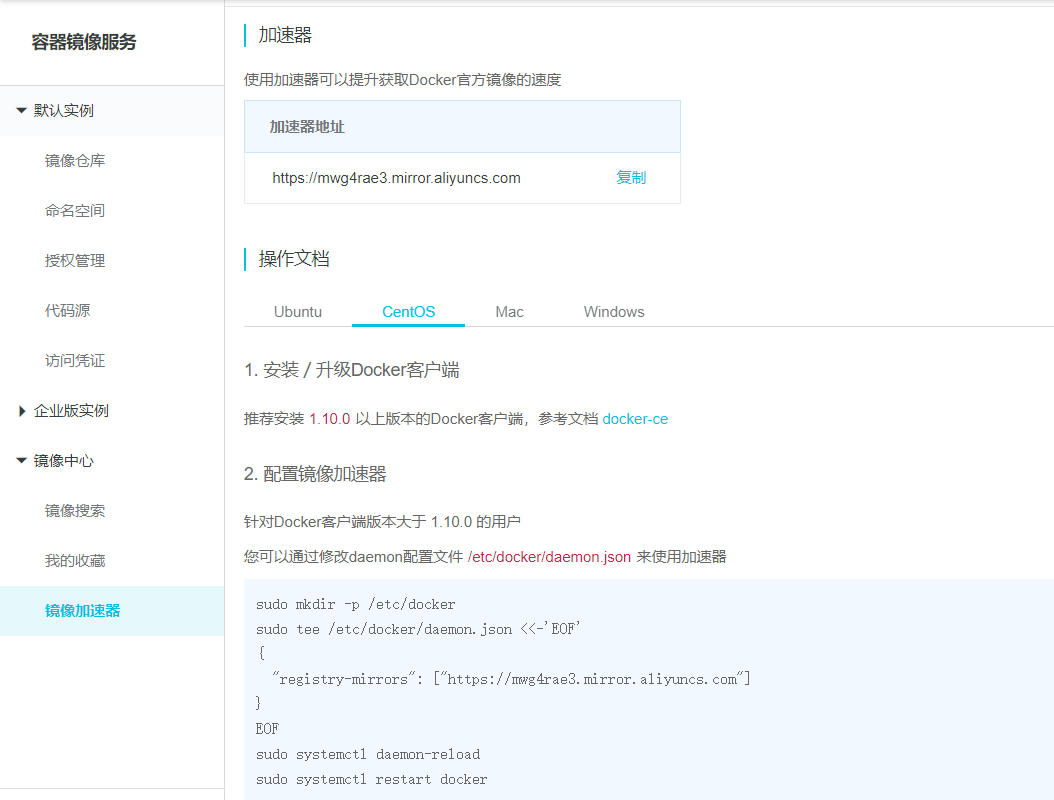 容器镜像服务
默认实例
镜像仓库
命名空间
授权管理
代码源
访问凭证
企业版实例
镜像中心
镜像搜索
我的收藏
镜像加速器
加速器
使用加速器可以提升获取Docker官方镜像的速度
加速器地址
https://mwg4rae3.mirror.aliyuncs.com 复制
操作文档
Ubuntu CentOS Mac Windows
1. 安装 / 升级Docker客户端
推荐安装 1.10.0 以上版本的Docker客户端，参考文档 docker-ce
2. 配置镜像加速器
针对Docker客户端版本大于 1.10.0 的用户
您可以通过修改daemon配置文件 /etc/docker/daemon.json 来使用加速器
sudo mkdir -p /etc/docker
sudo tee /etc/docker/daemon.json <<-'EOF'
{
  "registry-mirrors": ["https://mwg4rae3.mirror.aliyuncs.com"]
}
EOF
sudo systemctl daemon-reload
sudo systemctl restart docker